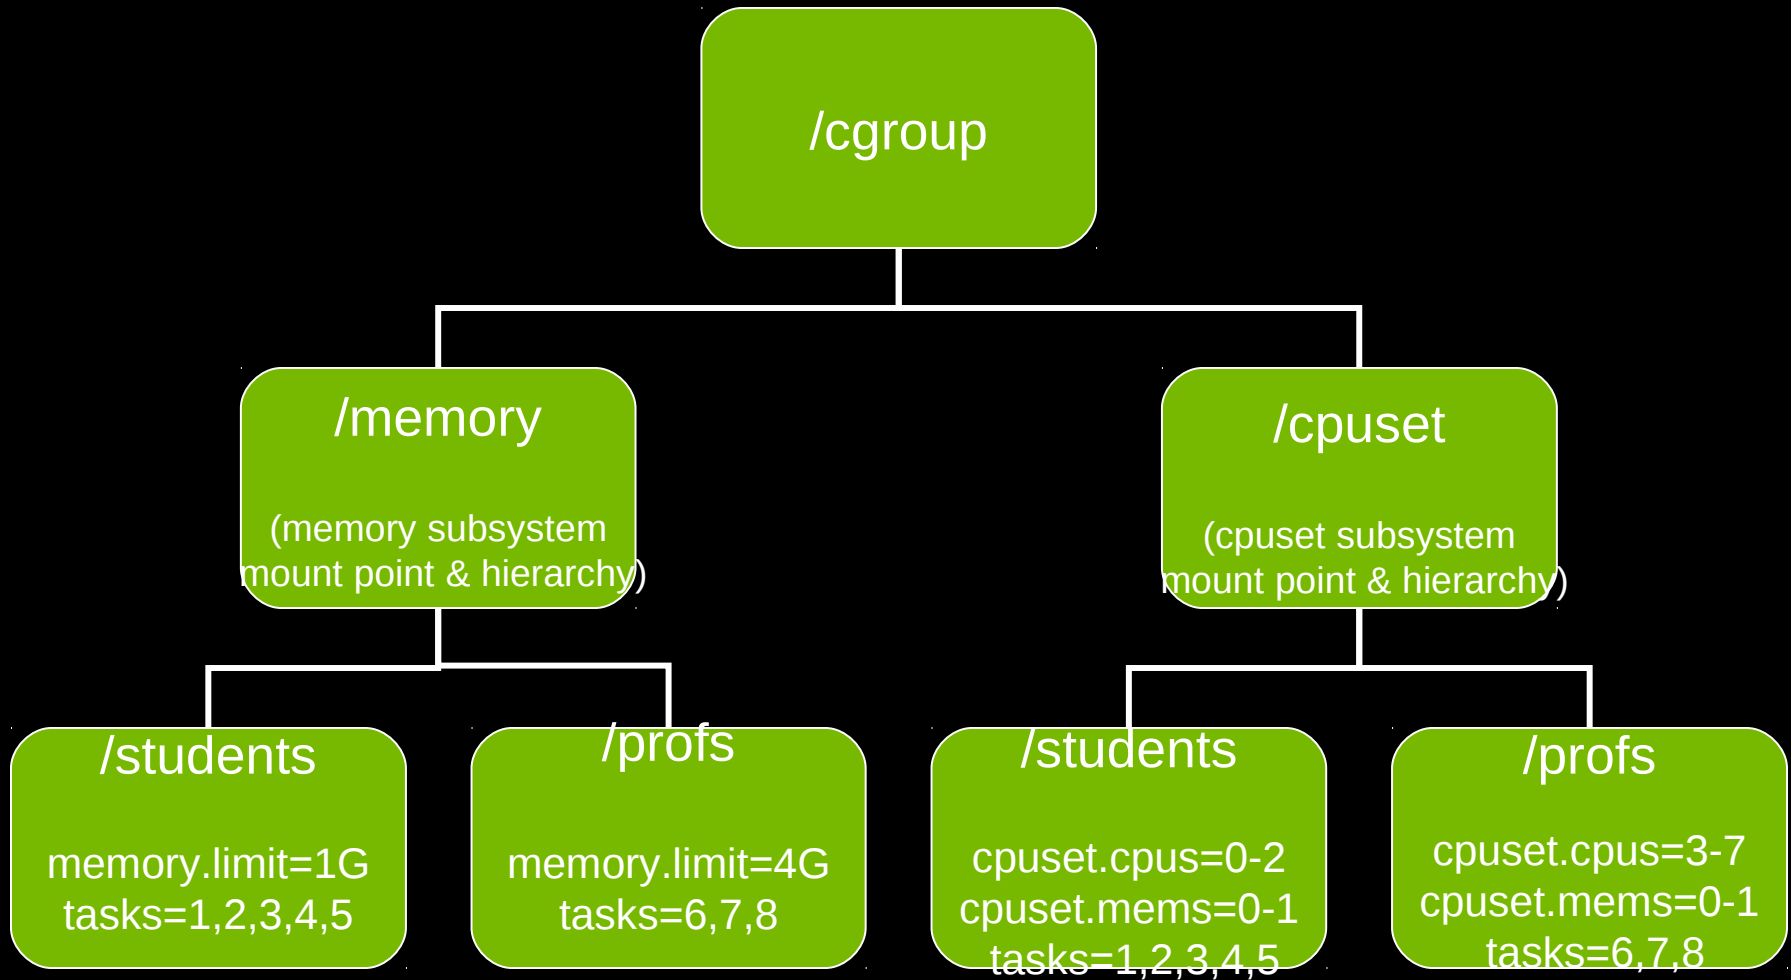 /cgroup
/memory
(memory subsystem
mount point & hierarchy)
/cpuset
(cpuset subsystem
mount point & hierarchy)
/students
memory.limit=1G
tasks=1,2,3,4,5
/profs
memory.limit=4G
tasks=6,7,8
/students
cpuset.cpus=0-2
cpuset.mems=0-1
tasks=1,2,3,4,5
/profs
cpuset.cpus=3-7
cpuset.mems=0-1
tasks=6,7,8